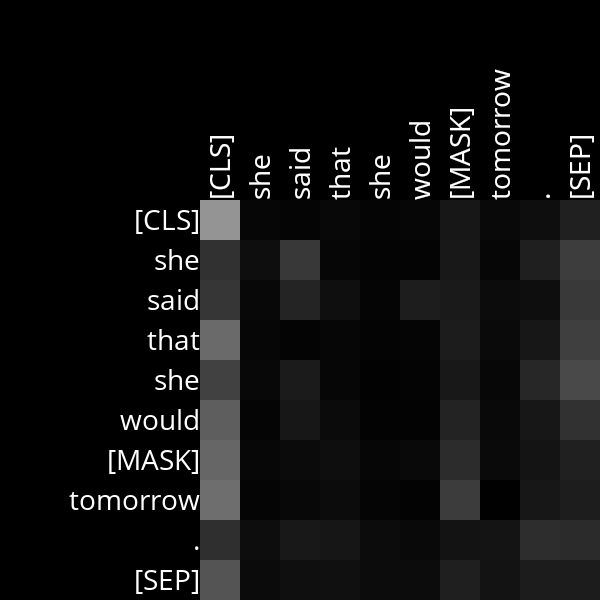 [CLS] she said that she would [MASK] tomorrow . [SEP]
[CLS]
she
said
that
she
would
[MASK]
tomorrow
.
[SEP]